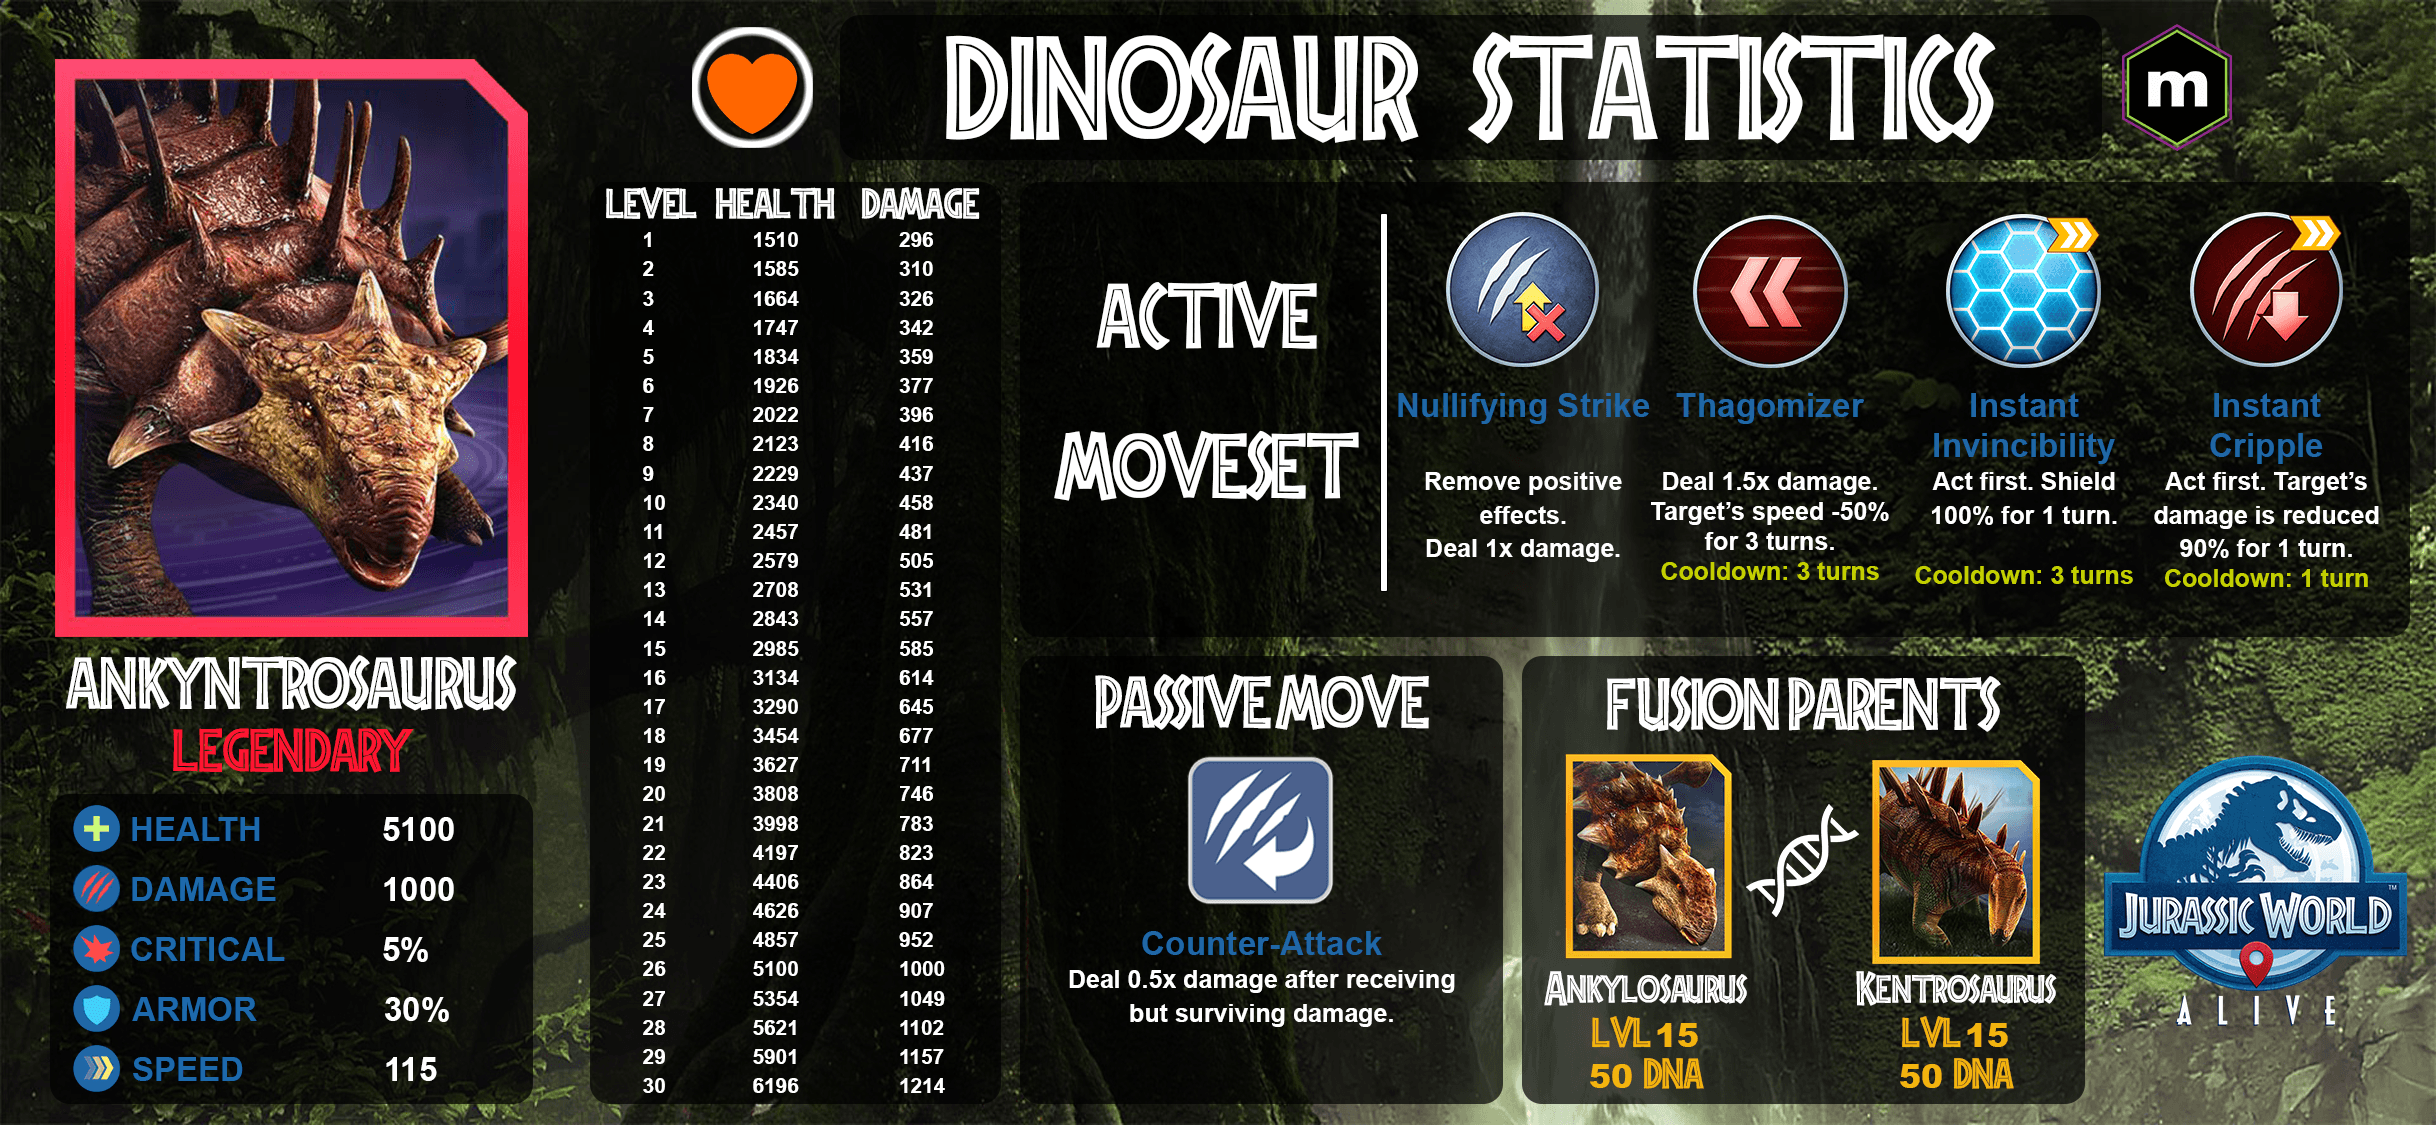 DINOSAUR STATISTICS
m
ANKYNTROSAURUS
LEGENDARY
HEALTH 5100
DAMAGE 1000
CRITICAL 5%
ARMOR 30%
SPEED 115
LEVEL HEALTH DAMAGE
1 1510 296
2 1585 310
3 1664 326
4 1747 342
5 1834 359
6 1926 377
7 2022 396
8 2123 416
9 2229 437
10 2340 458
11 2457 481
12 2579 505
13 2708 531
14 2843 557
15 2985 585
16 3134 614
17 3290 645
18 3454 677
19 3627 711
20 3808 746
21 3998 783
22 4197 823
23 4406 864
24 4626 907
25 4857 952
26 5100 1000
27 5354 1049
28 5621 1102
29 5901 1157
30 6196 1214
ACTIVE
MOVESET
Nullifying Strike
Remove positive
effects.
Deal 1x damage.
Thagomizer
Deal 1.5x damage.
Target's speed -50%
for 3 turns.
Cooldown: 3 turns
Instant
Invincibility
Act first. Shield
100% for 1 turn.
Cooldown: 3 turns
Instant
Cripple
Act first. Target's
damage is reduced
90% for 1 turn.
Cooldown: 1 turn
PASSIVE MOVE
Counter-Attack
Deal 0.5x damage after receiving
but surviving damage.
FUSION PARENTS
ANKYLOSAURUS
LVL 15
50 DNA
KENTROSAURUS
LVL 15
50 DNA
JURASSIC WORLD™
ALIVE